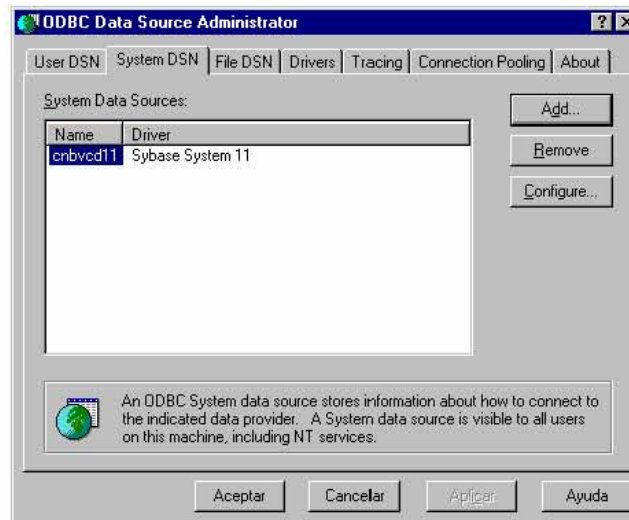 ODBC Data Source Administrator
User DSN System DSN File DSN Drivers Tracing Connection Pooling About
System Data Sources:
Add...
Name Driver
cnbvcd11 Sybase System 11
Remove
Configure...
An ODBC System data source stores information about how to connect to
the indicated data provider. A System data source is visible to all users
on this machine, including NT services.
Aceptar Cancelar Aplicar Ayuda